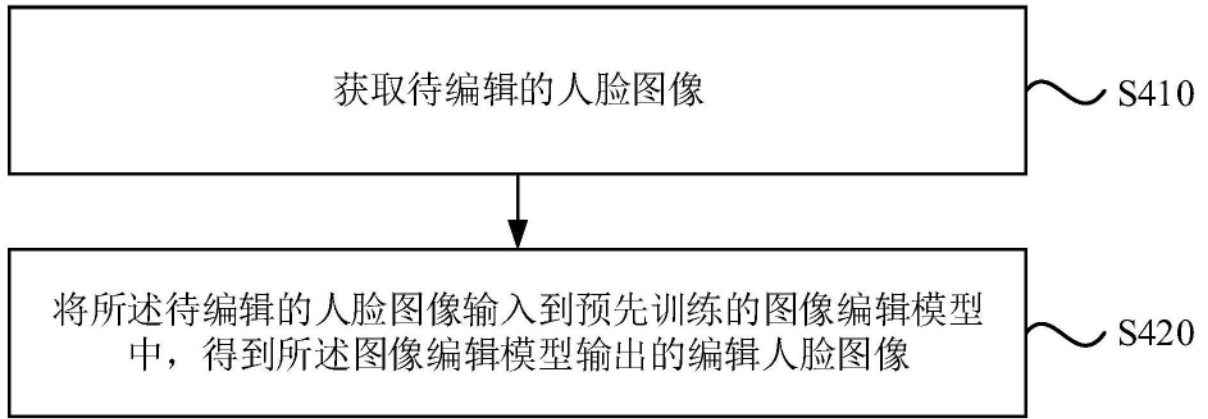 获取待编辑的人脸图像
S410
将所述待编辑的人脸图像输入到预先训练的图像编辑模型
中，得到所述图像编辑模型输出的编辑人脸图像
S420